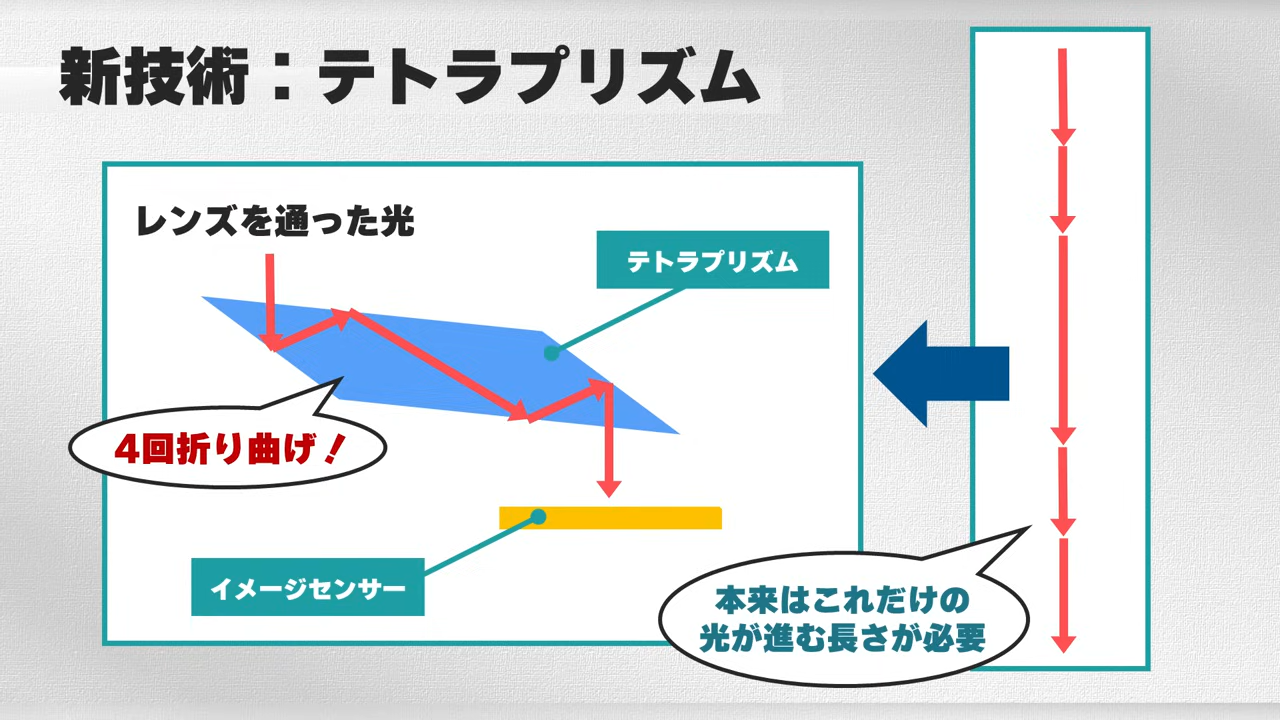 新技術：テトラプリズム
レンズを通った光
テトラプリズム
4回折り曲げ！
イメージセンサー
本来はこれだけの
光が進む長さが必要